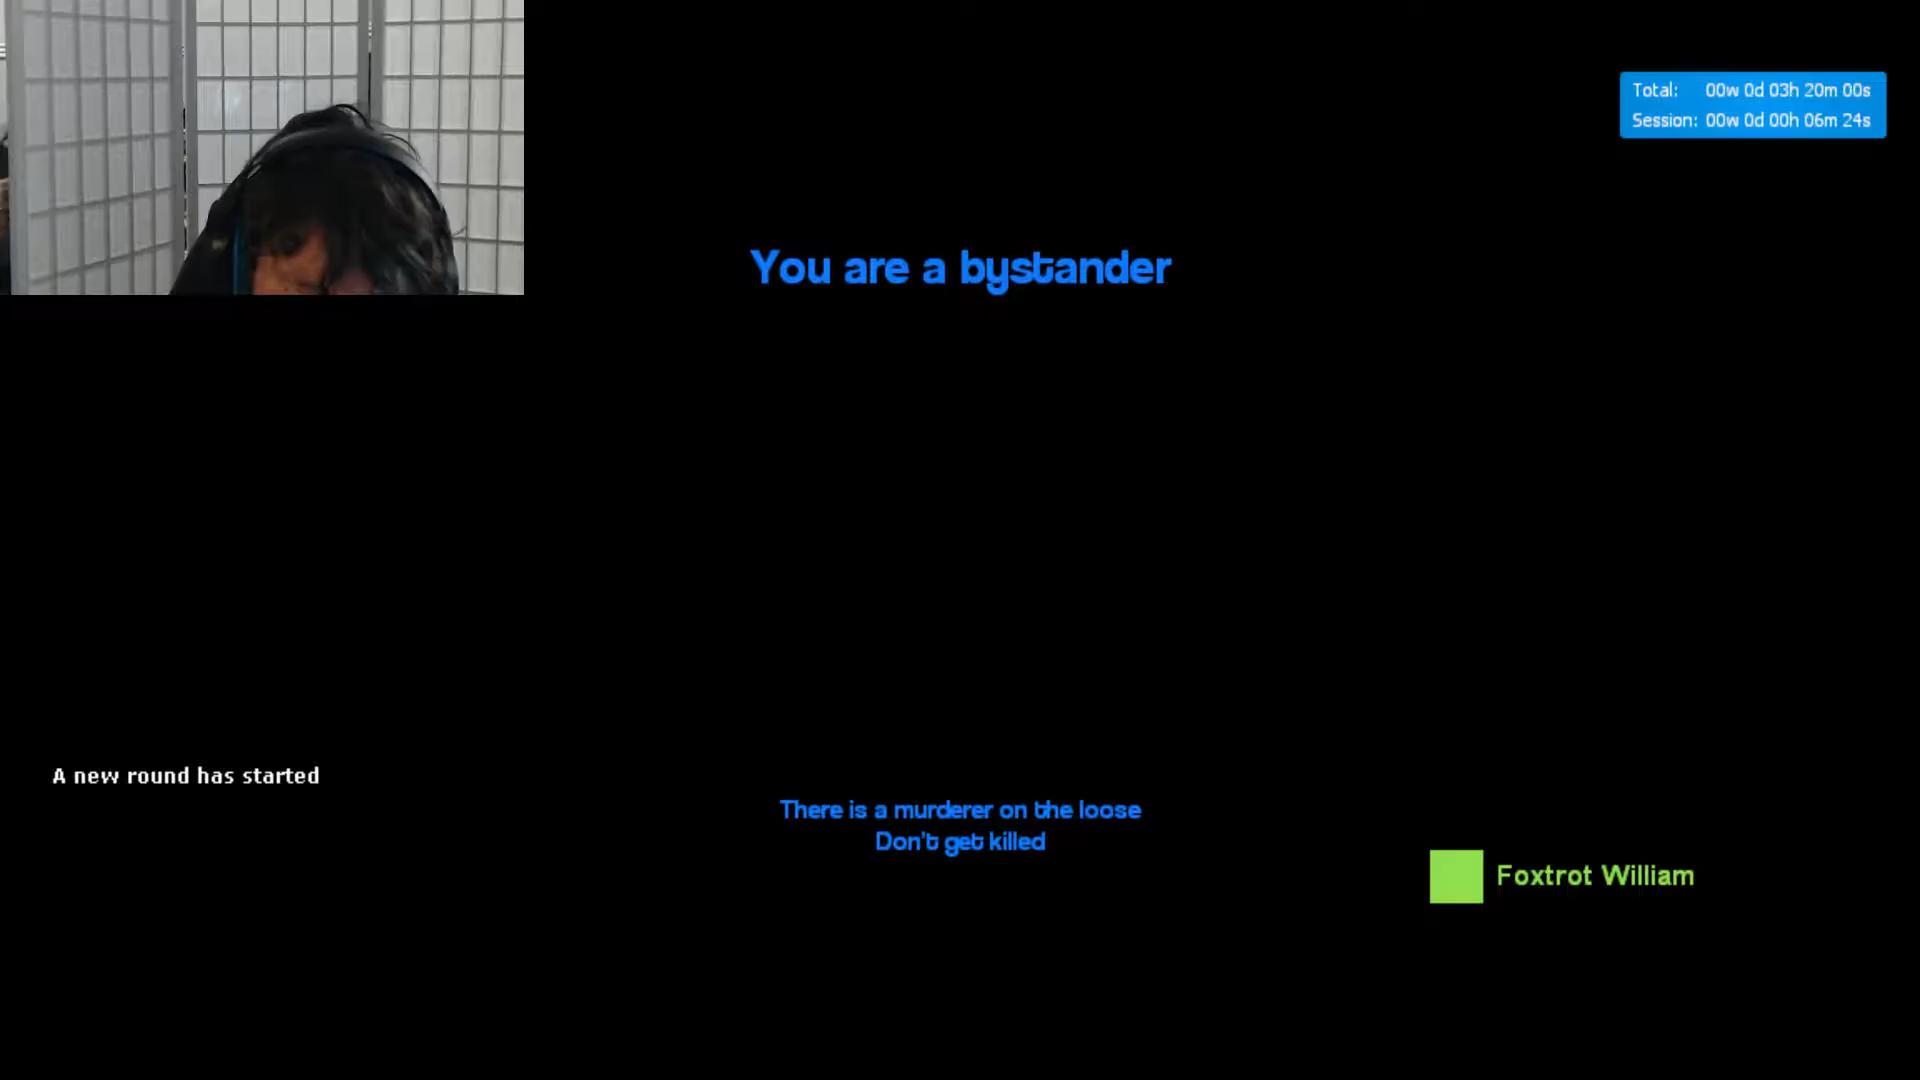 Total: 00w 0d 03h 20m 00s
Session: 00w 0d 00h 06m 24s
You are a bystander
A new round has started
There is a murderer on the loose
Don't get killed
Foxtrot William